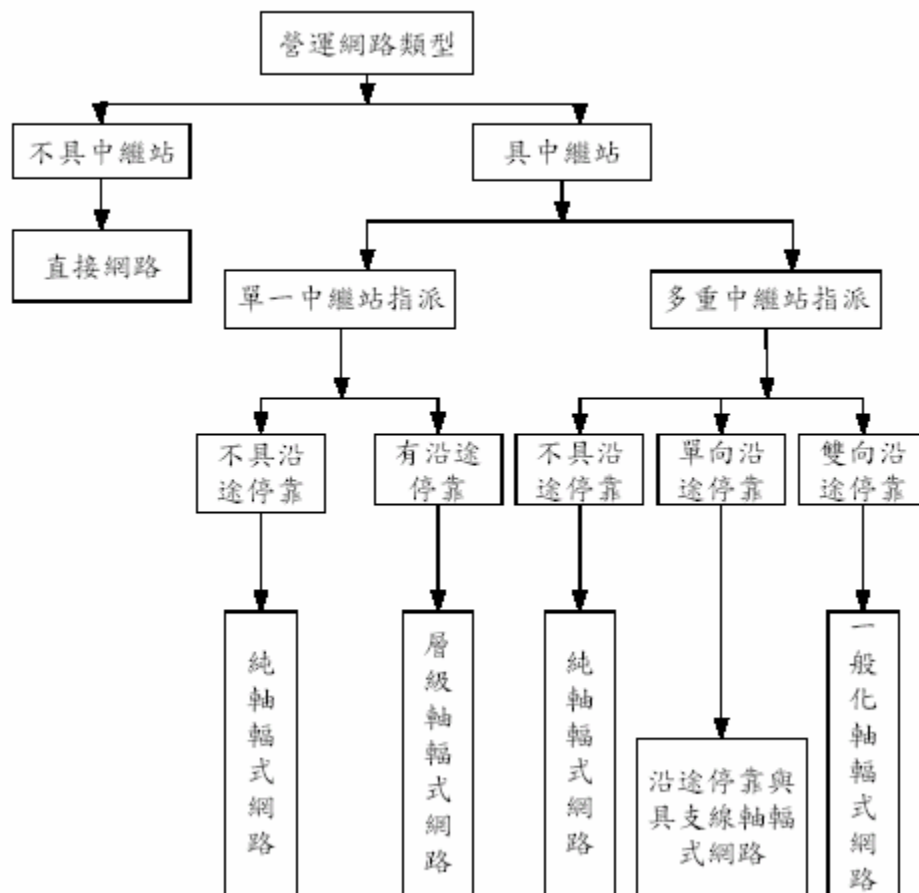 營運網路類型
不具中繼站
具中繼站
直接網路
單一中繼站指派
多重中繼站指派
不具沿
途停靠
有沿途
停靠
不具沿
途停靠
單向沿
途停靠
雙向沿
途停靠
純軸輻式網路
層級軸輻式網路
純軸輻式網路
沿途停靠與
具支線軸輻
式網路
一般化軸輻式網路